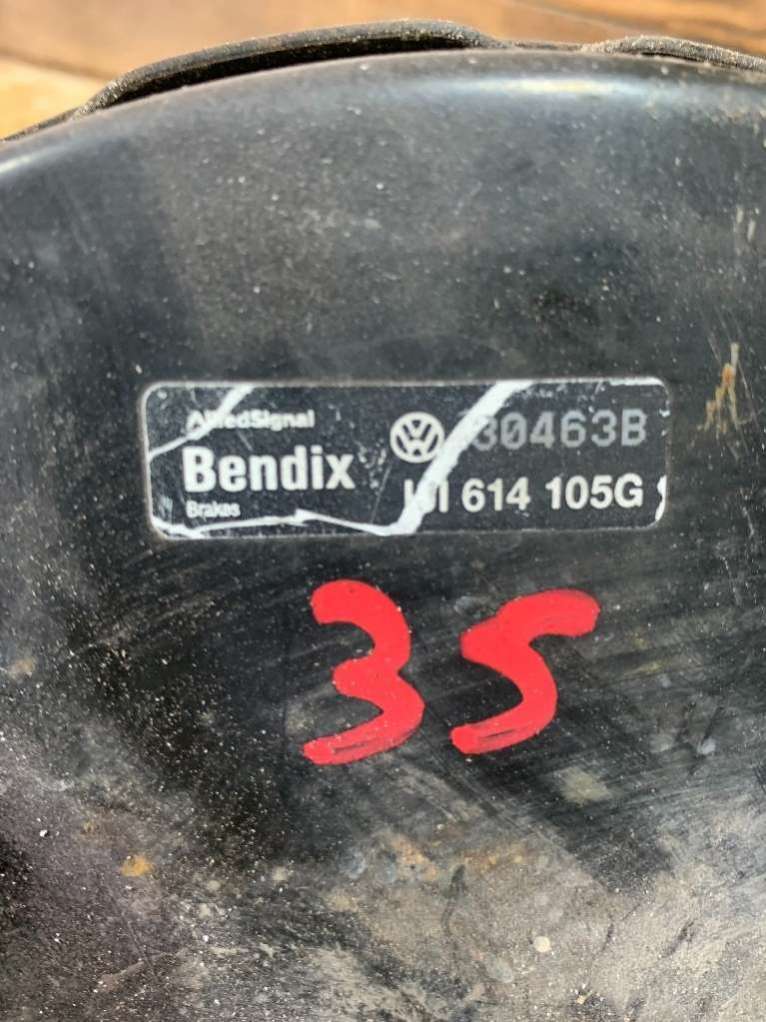 AlliedSignal
Bendix
Brakes
30463B
614 105G
35